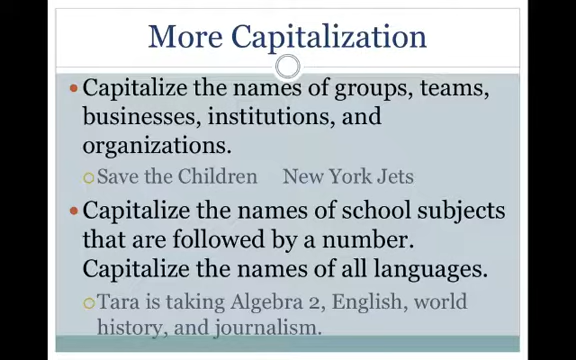 More Capitalization
Capitalize the names of groups, teams,
businesses, institutions, and
organizations.
Save the Children New York Jets
Capitalize the names of school subjects
that are followed by a number.
Capitalize the names of all languages.
Tara is taking Algebra 2, English, world
history, and journalism.